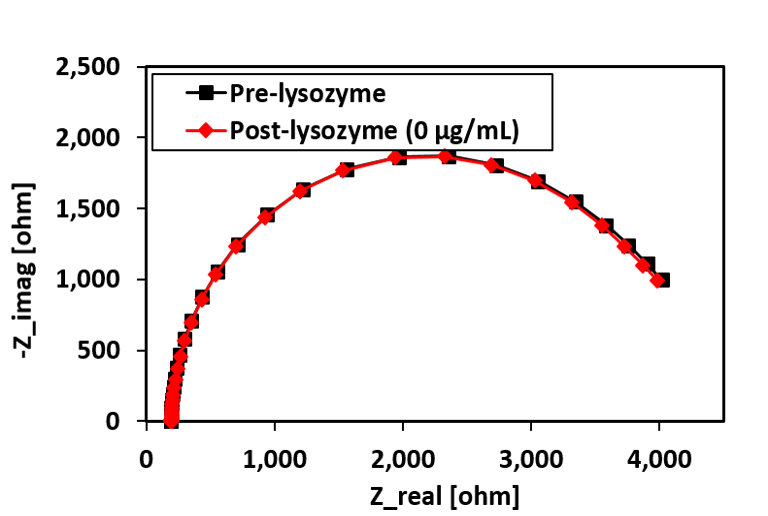 2,500
2,000
1,500
1,000
500
0
-Z_imag [ohm]
Pre-lysozyme
Post-lysozyme (0 µg/mL)
0 1,000 2,000 3,000 4,000
Z_real [ohm]